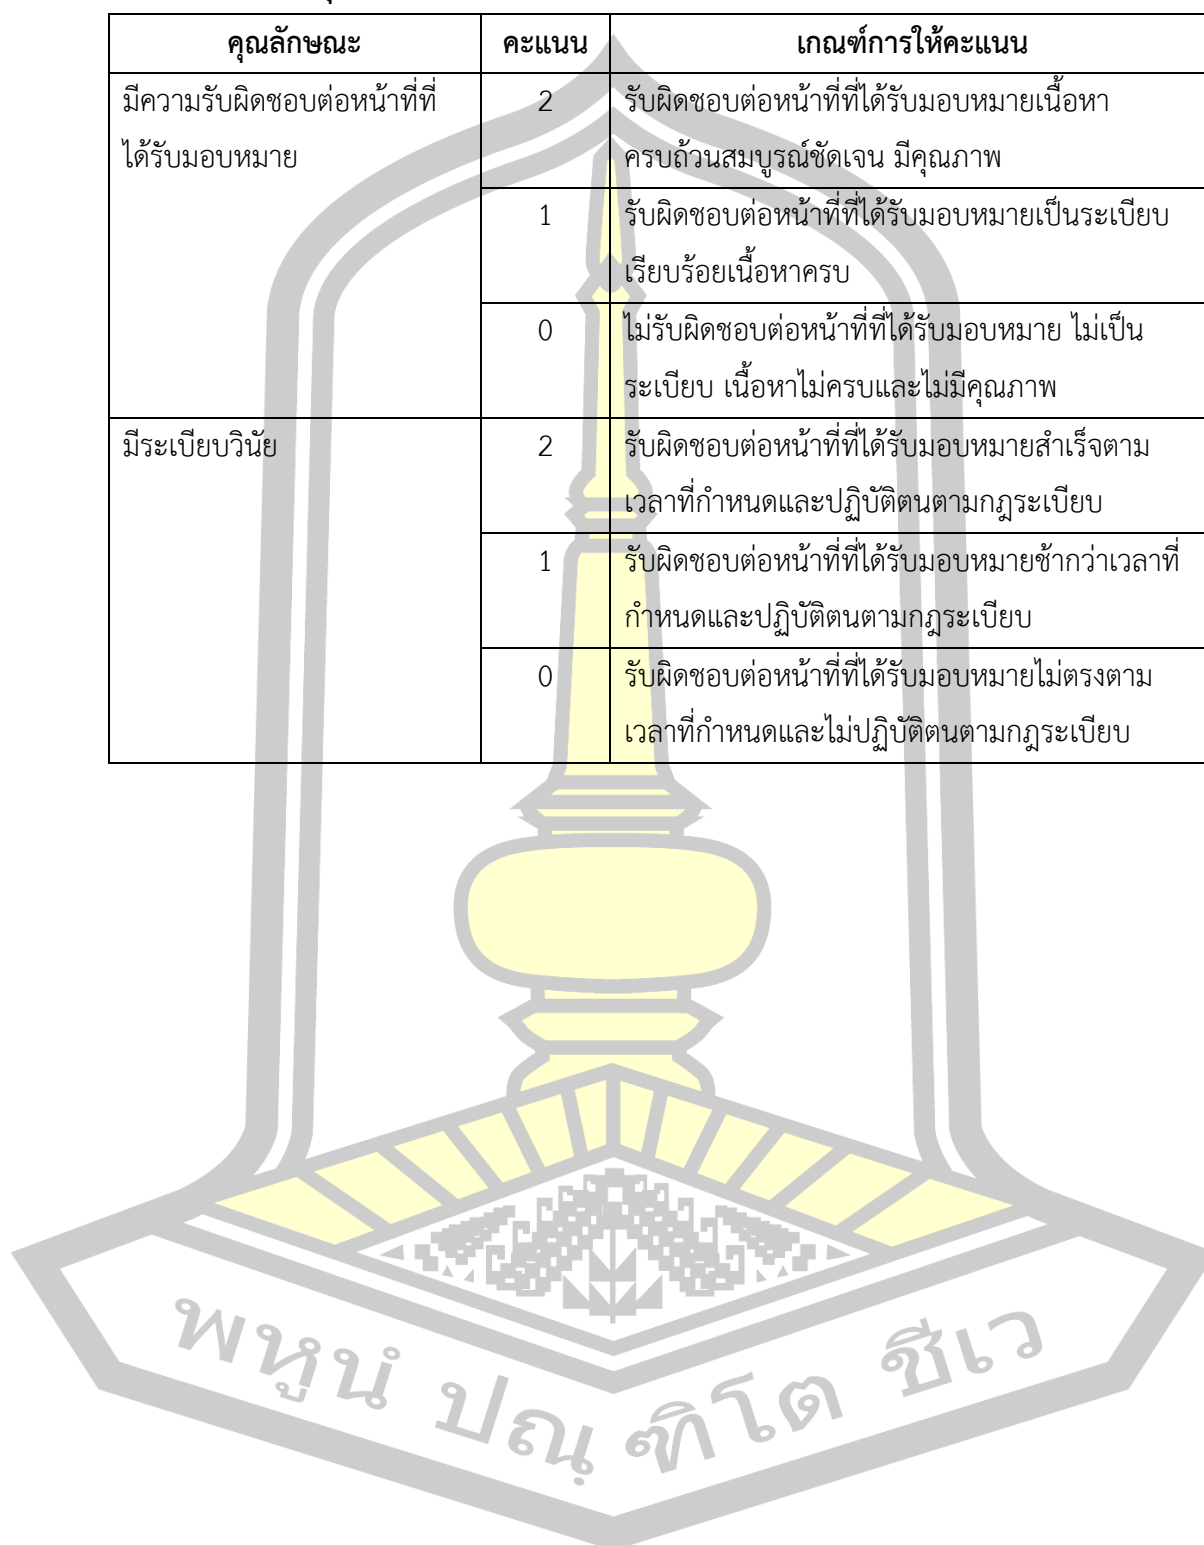 คุณลักษณะ คะแนน เกณฑ์การให้คะแนน
มีความรับผิดชอบต่อหน้าที่ที่ 2 รับผิดชอบต่อหน้าที่ที่ได้รับมอบหมายเนื้อหา
ได้รับมอบหมาย ครบถ้วนสมบูรณ์ชัดเจน มีคุณภาพ
1 รับผิดชอบต่อหน้าที่ที่ได้รับมอบหมายเป็นระเบียบ
เรียบร้อยเนื้อหาครบ
0 ไม่รับผิดชอบต่อหน้าที่ที่ได้รับมอบหมาย ไม่เป็น
ระเบียบ เนื้อหาไม่ครบและไม่มีคุณภาพ
มีระเบียบวินัย 2 รับผิดชอบต่อหน้าที่ที่ได้รับมอบหมายสำเร็จตาม
เวลาที่กำหนดและปฏิบัติตนตามกฎระเบียบ
1 รับผิดชอบต่อหน้าที่ที่ได้รับมอบหมายช้ากว่าเวลาที่
กำหนดและปฏิบัติตนตามกฎระเบียบ
0 รับผิดชอบต่อหน้าที่ที่ได้รับมอบหมายไม่ตรงตาม
เวลาที่กำหนดและไม่ปฏิบัติตนตามกฎระเบียบ
พหูนํ ปณฺฑิโต ชีเว